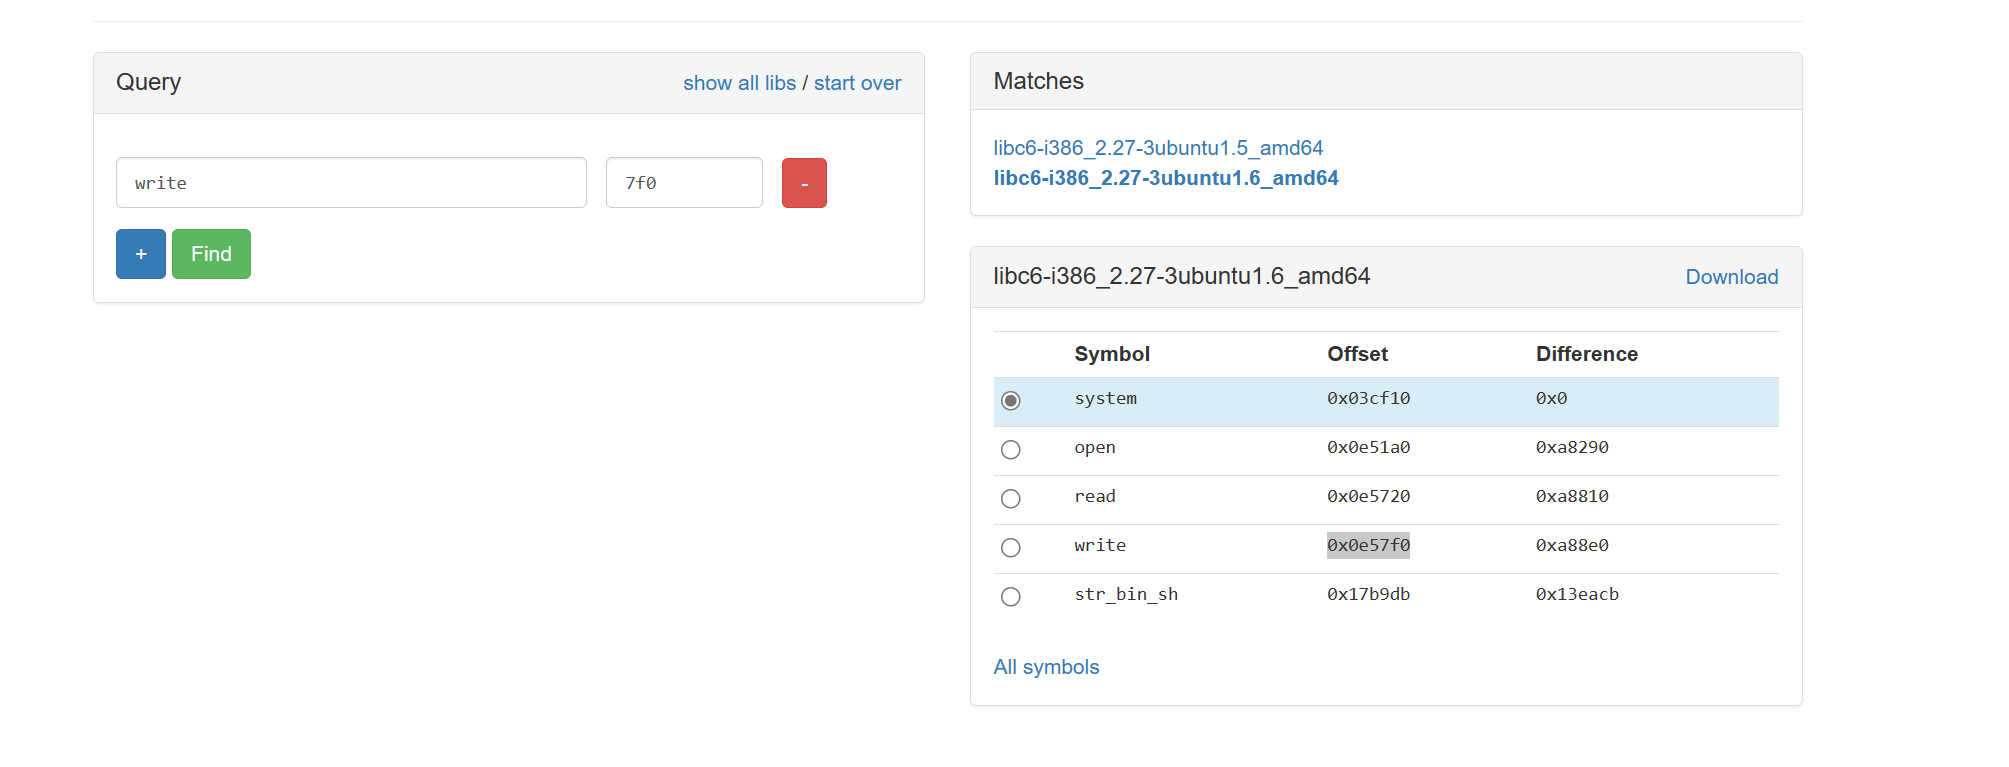 Query show all libs / start over
write 7f0 -
+ Find
Matches
libc6-i386_2.27-3ubuntu1.5_amd64
libc6-i386_2.27-3ubuntu1.6_amd64
libc6-i386_2.27-3ubuntu1.6_amd64 Download
Symbol Offset Difference
system 0x03cf10 0x0
open 0x0e51a0 0xa8290
read 0x0e5720 0xa8810
write 0x0e57f0 0xa88e0
str_bin_sh 0x17b9db 0x13eacb
All symbols